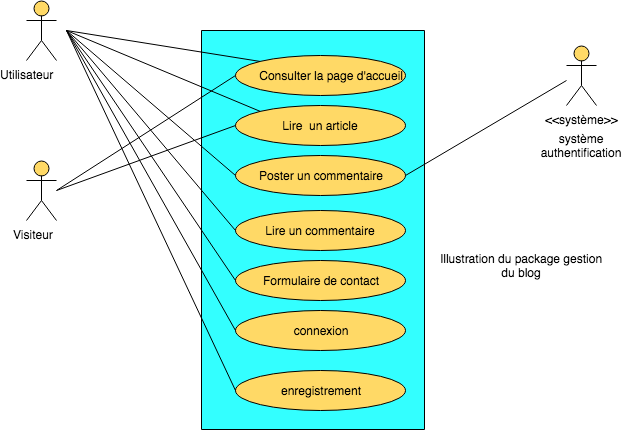 Utilisateur
Visiteur
Consulter la page d'accueil
Lire un article
Poster un commentaire
Lire un commentaire
Formulaire de contact
connexion
enregistrement
<<système>>
système
authentification
Illustration du package gestion
du blog